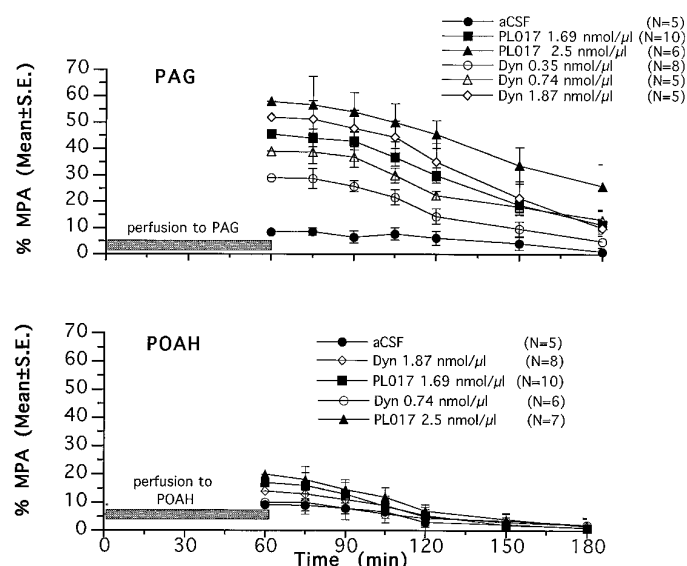 aCSF (N=5)
PL017 1.69 nmol/µl (N=10)
PL017 2.5 nmol/µl (N=6)
Dyn 0.35 nmol/µl (N=8)
Dyn 0.74 nmol/µl (N=5)
Dyn 1.87 nmol/µl (N=5)
% MPA (Mean±S.E.)
70
60
50
40
30
20
10
0
PAG
perfusion to PAG
% MPA (Mean±S.E.)
70
60
50
40
30
20
10
0
POAH
aCSF (N=5)
Dyn 1.87 nmol/µl (N=8)
PL017 1.69 nmol/µl (N=10)
Dyn 0.74 nmol/µl (N=6)
PL017 2.5 nmol/µl (N=7)
perfusion to
POAH
0 30 60 90 120 150 180
Time (min)